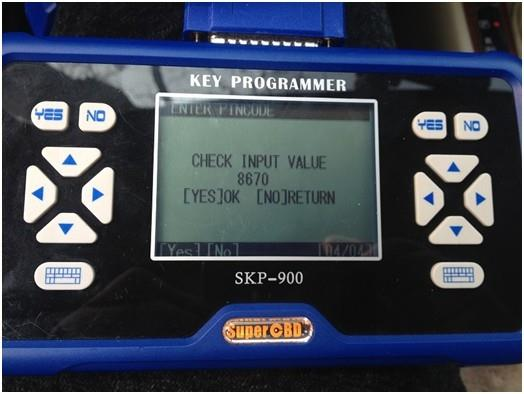 KEY PROGRAMMER
ENTER PINCODE
YES NO
YES NO
CHECK INPUT VALUE
8670
[YES]OK [NO]RETURN
[Yes][No] [04/04]
SKP-900
SuperOBD